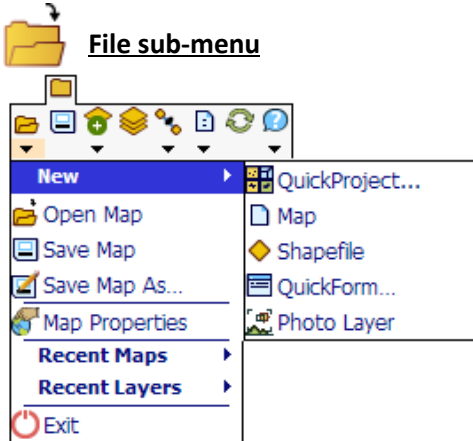 File sub-menu
New
QuickProject...
Open Map
Map
Save Map
Shapefile
Save Map As...
QuickForm...
Map Properties
Photo Layer
Recent Maps
Recent Layers
Exit